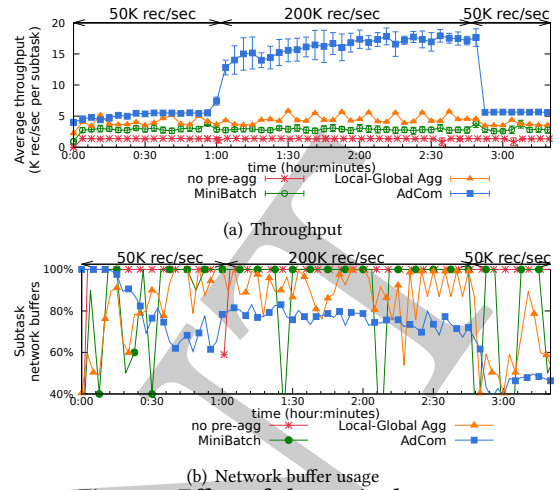 50K rec/sec 200K rec/sec 50K rec/sec
20
15
10
5
0
Average throughput
(K rec/sec per subtask)
0:00 0:30 1:00 1:30 2:00 2:30 3:00
time (hour:minutes)
no pre-agg Local-Global Agg
MiniBatch AdCom
(a) Throughput
50K rec/sec 200K rec/sec 50K rec/sec
100%
80%
60%
40%
Subtask
network buffers
0:00 0:30 1:00 1:30 2:00 2:30 3:00
time (hour:minutes)
no pre-agg Local-Global Agg
MiniBatch AdCom
(b) Network buffer usage